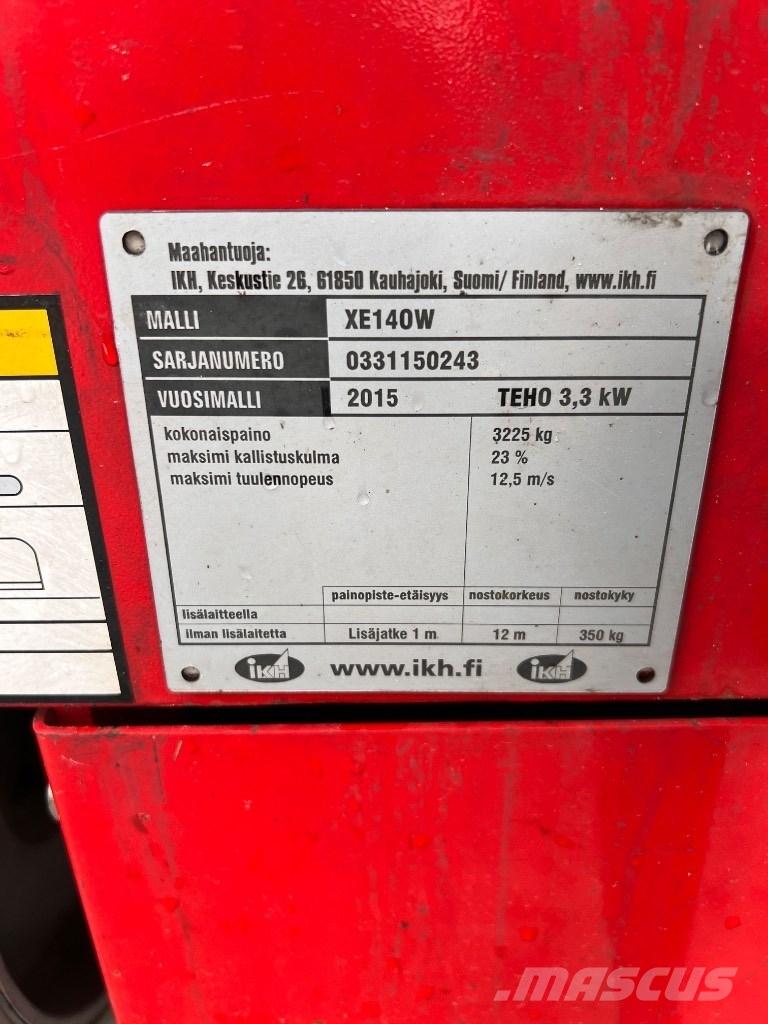 Maahantuoja:
IKH, Keskustie 26, 61850 Kauhajoki, Suomi/ Finland, www.ikh.fi
MALLI XE140W
SARJANUMERO 0331150243
VUOSIMALLI 2015 TEHO 3,3 kW
kokonaispaino 3225 kg
maksimi kallistuskulma 23 %
maksimi tuulennopeus 12,5 m/s
painopiste-etäisyys nostokorkeus nostokyky
lisälaitteella
ilman lisälaitetta Lisäjatke 1 m 12 m 350 kg
IKH www.ikh.fi IKH
MASCUS